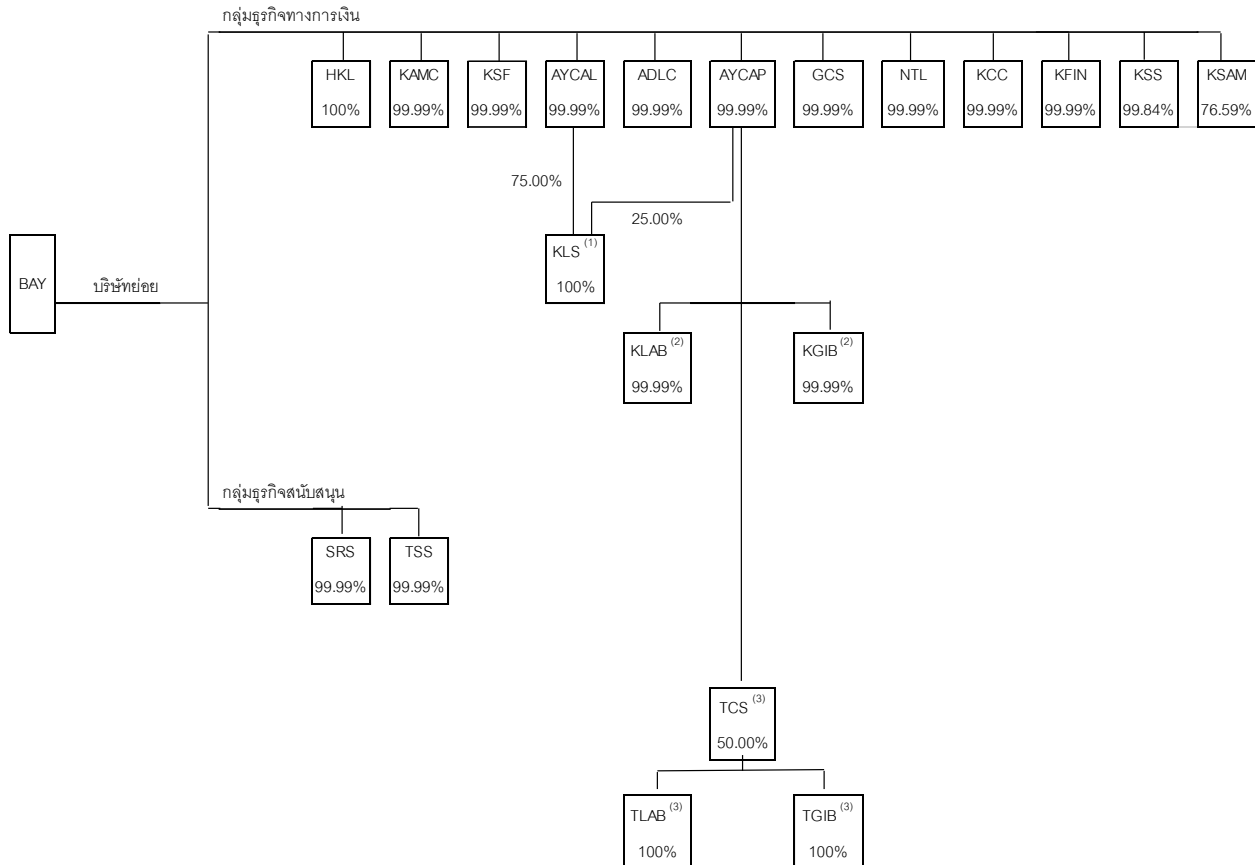 กลุ่มธุรกิจทางการเงิน
HKL KAMC KSF AYCAL ADLC AYCAP GCS NTL KCC KFIN KSS KSAM
100% 99.99% 99.99% 99.99% 99.99% 99.99% 99.99% 99.99% 99.99% 99.99% 99.84% 76.59%
75.00%
25.00%
KLS (1)
100%
BAY
บริษัทย่อย
KLAB (2) KGIB (2)
99.99% 99.99%
กลุ่มธุรกิจสนับสนุน
SRS TSS
99.99% 99.99%
TCS (3)
50.00%
TLAB (3) TGIB (3)
100% 100%